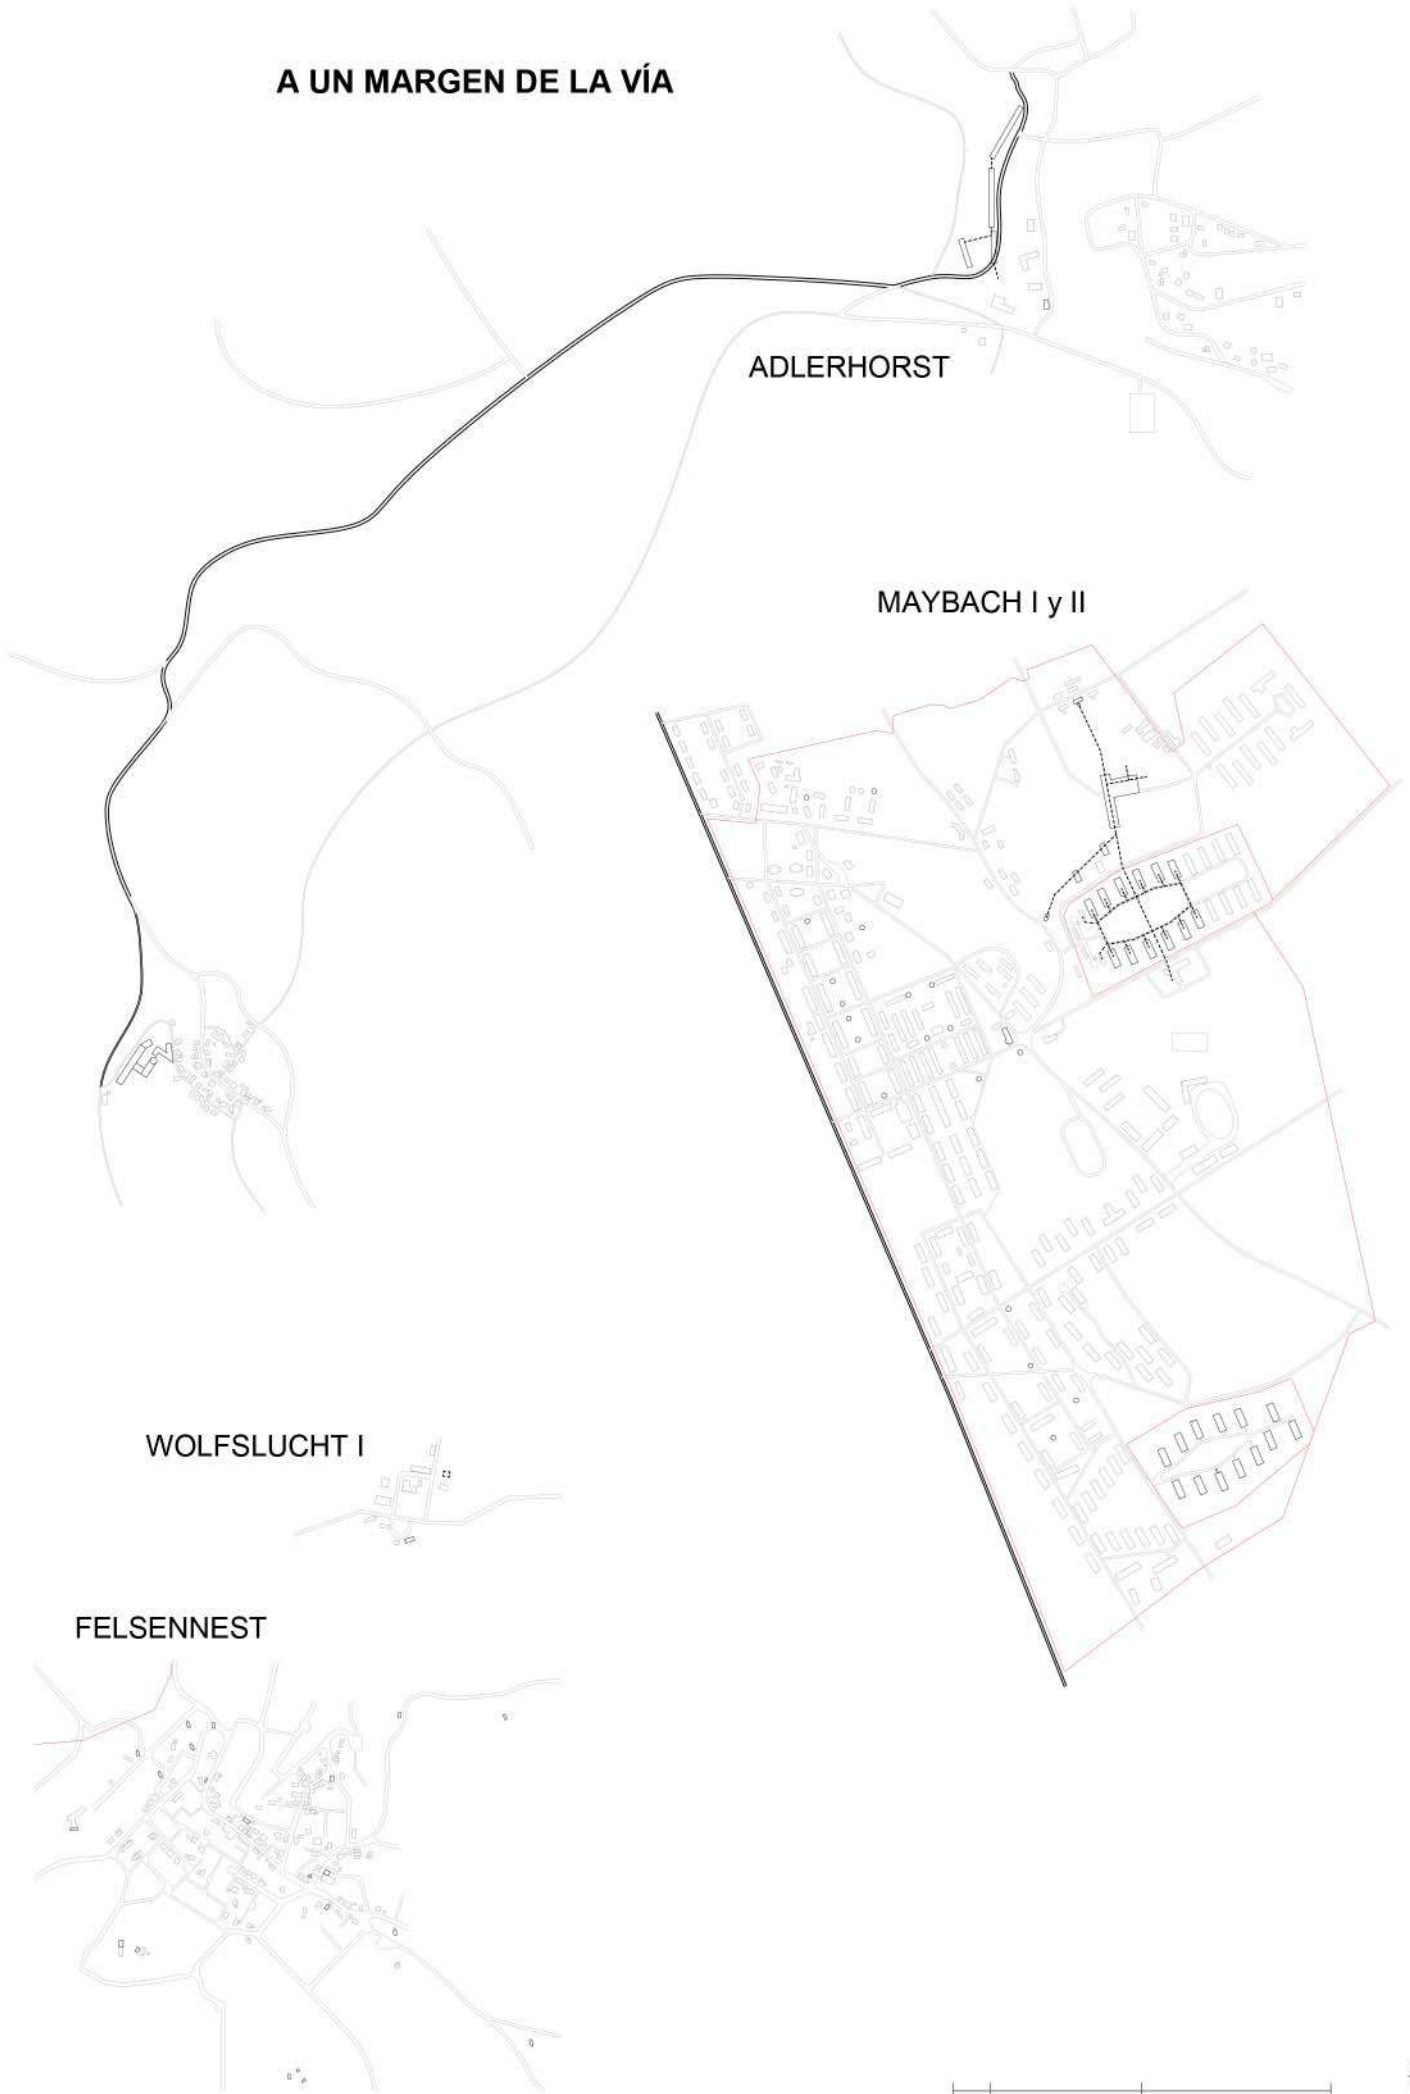 A UN MARGEN DE LA VÍA
ADLERHORST
MAYBACH I y II
WOLFSLUCHT I
FELSENNEST